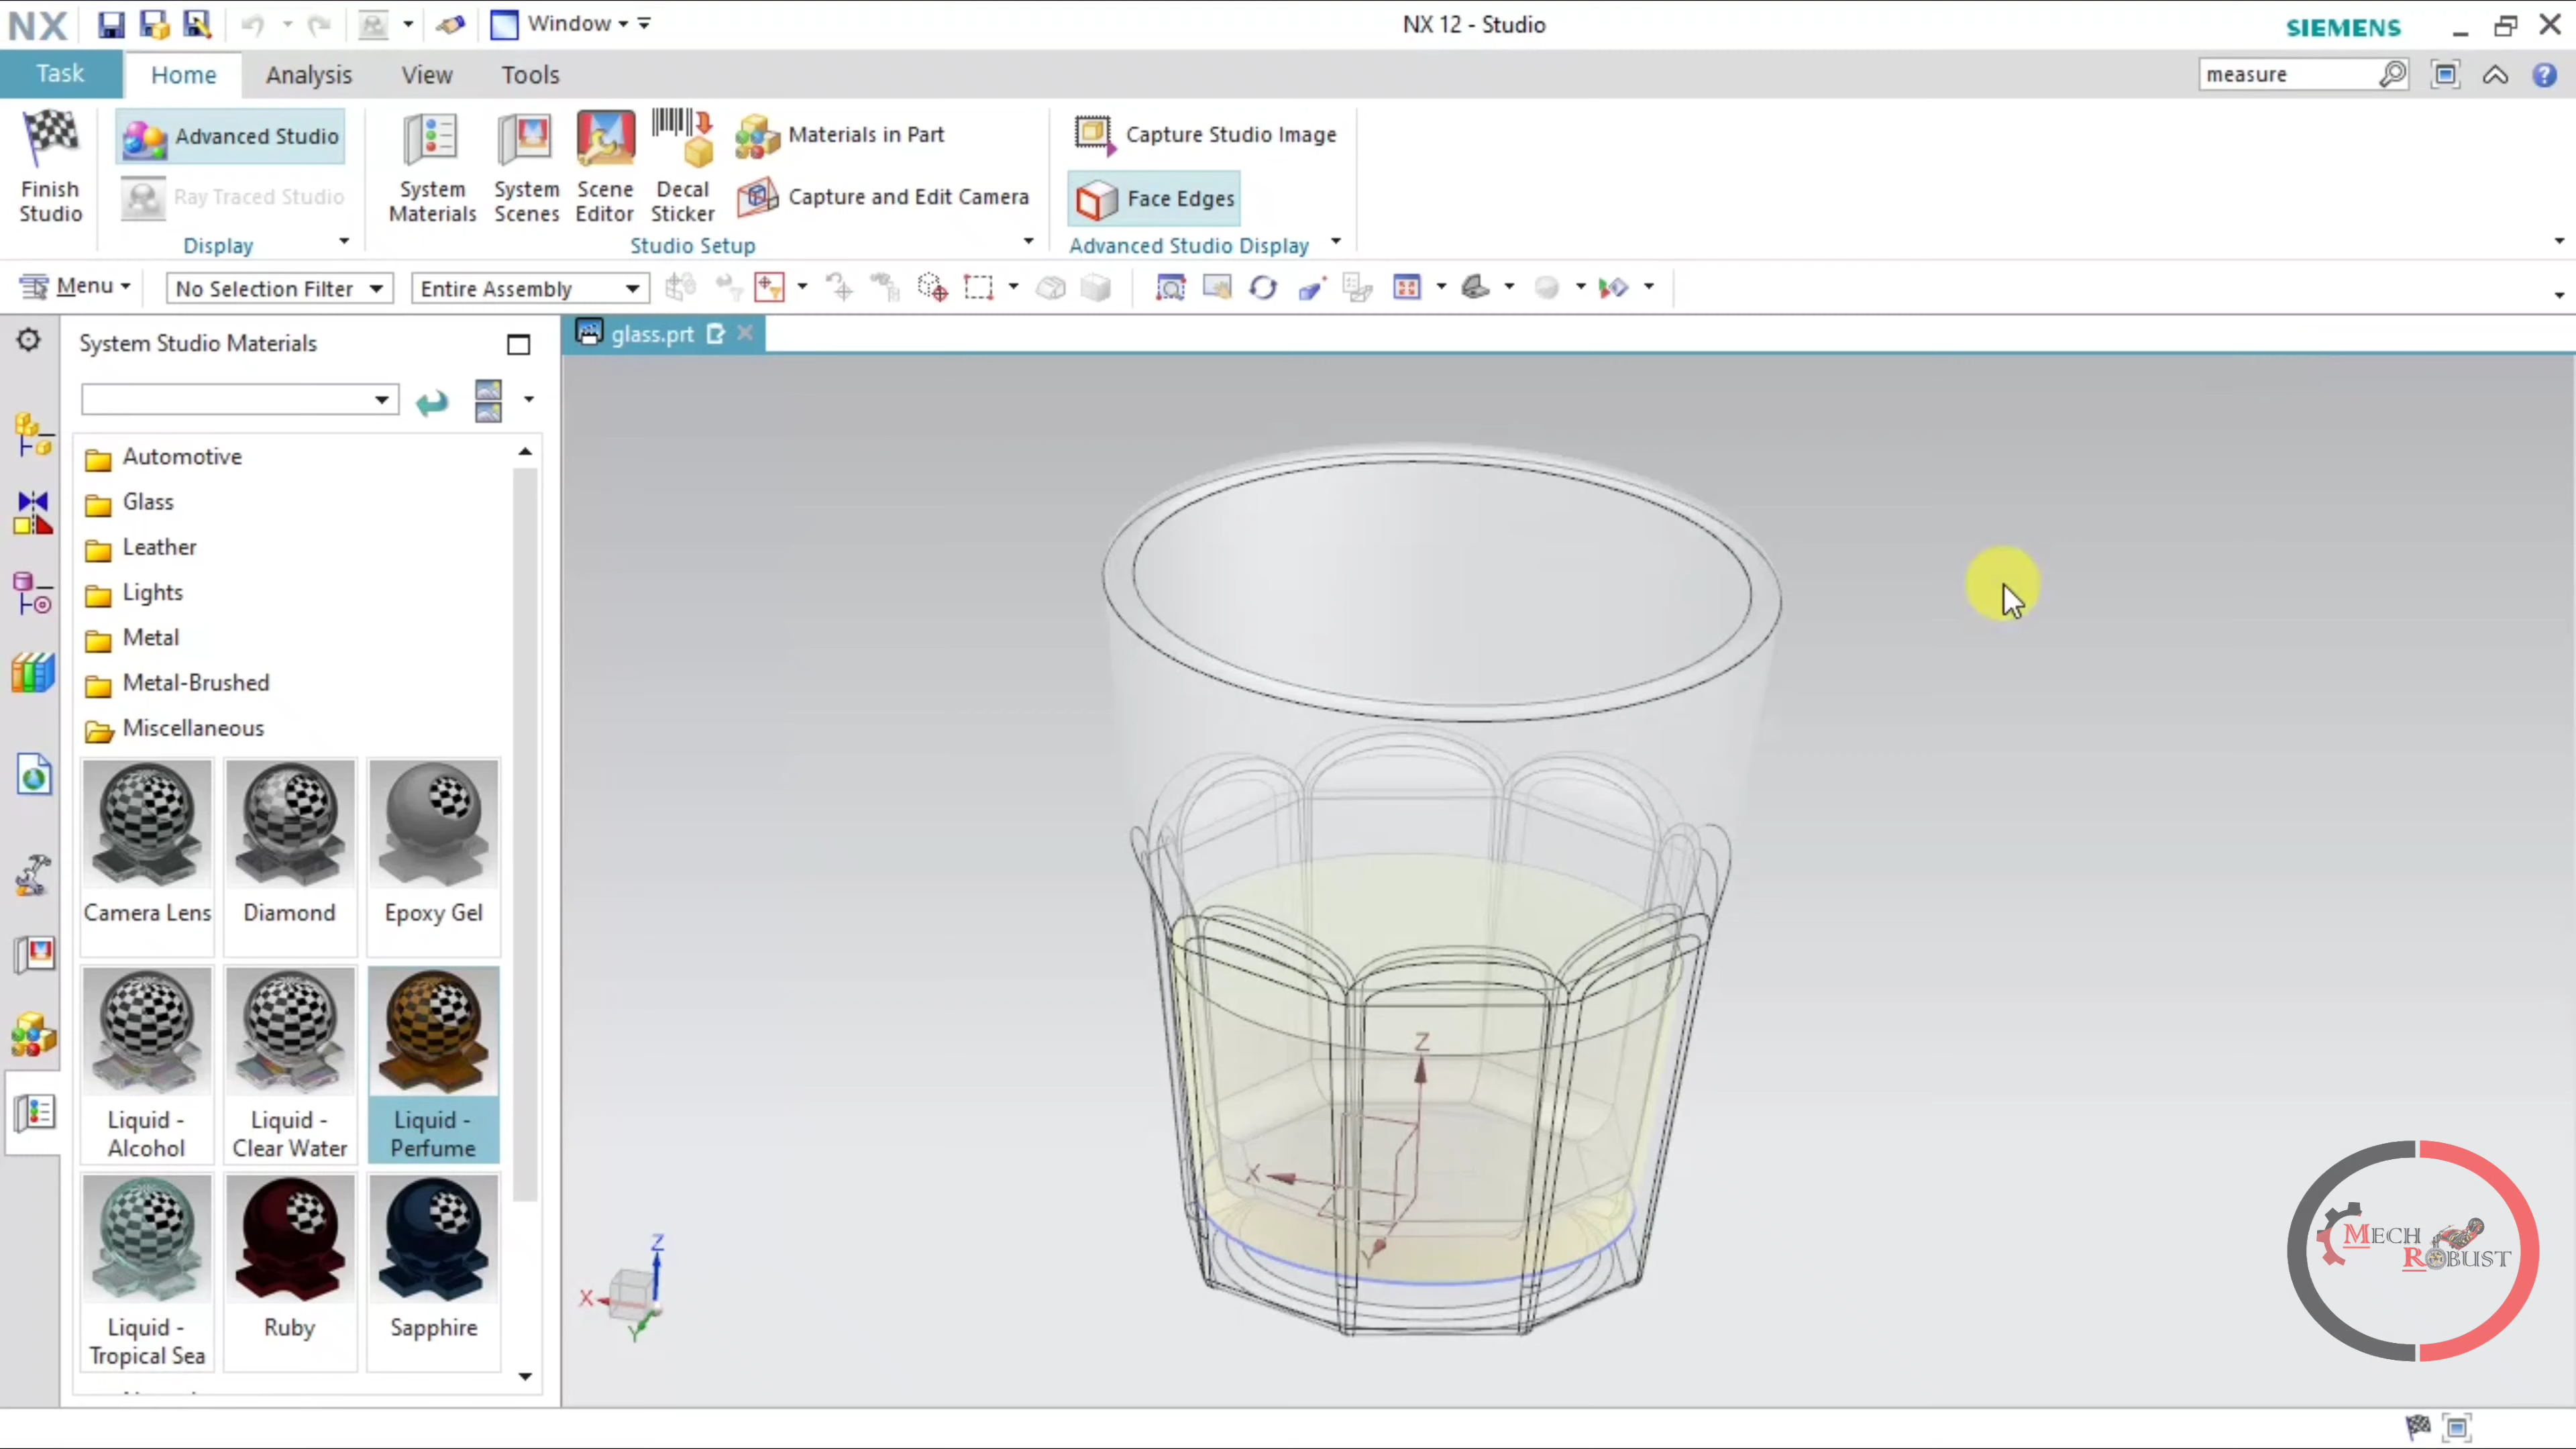 NX
Window
NX 12 - Studio
SIEMENS
Task
Home
Analysis
View
Tools
measure
Finish
Studio
Advanced Studio
Ray Traced Studio
Display
System
Materials
System
Scenes
Scene
Editor
Decal
Sticker
Materials in Part
Capture and Edit Camera
Studio Setup
Capture Studio Image
Face Edges
Advanced Studio Display
Menu
No Selection Filter
Entire Assembly
System Studio Materials
glass.prt
Automotive
Glass
Leather
Lights
Metal
Metal-Brushed
Miscellaneous
Camera Lens
Diamond
Epoxy Gel
Liquid -
Alcohol
Liquid -
Clear Water
Liquid -
Perfume
Liquid -
Tropical Sea
Ruby
Sapphire
Z
X
Y
Z
X
Y
MECH
ROBUST